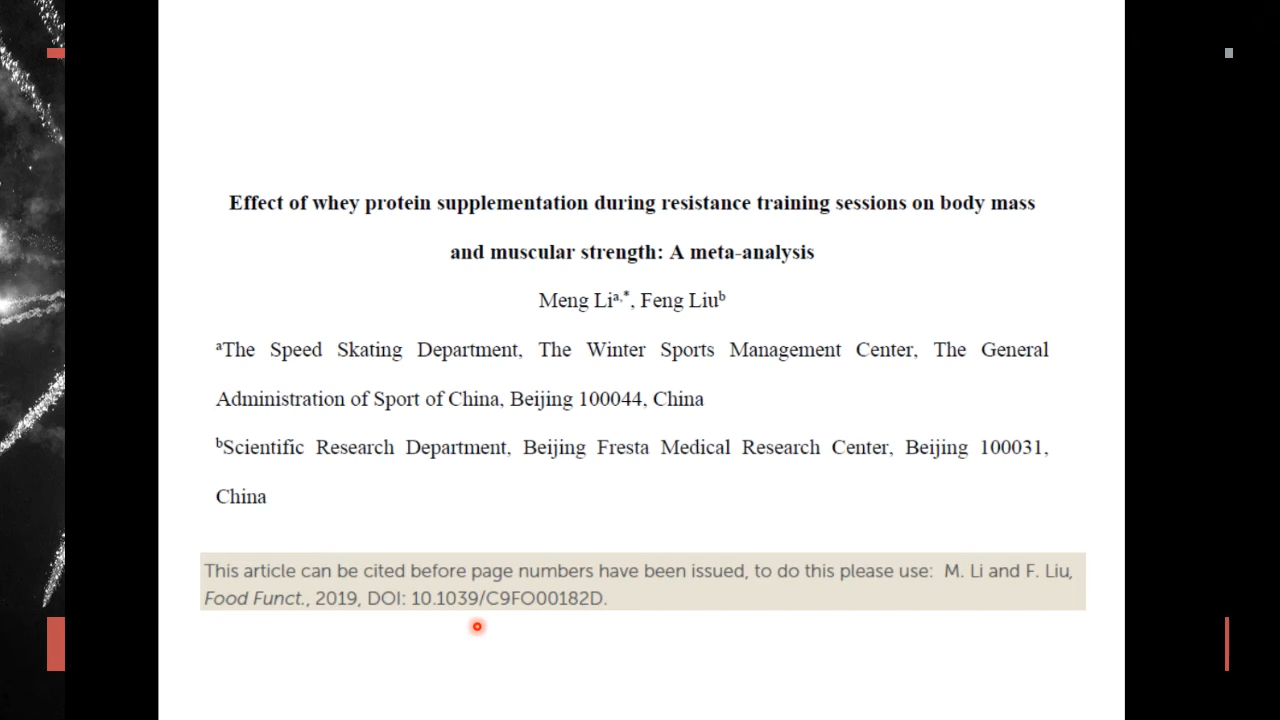 Effect of whey protein supplementation during resistance training sessions on body mass
and muscular strength: A meta-analysis
Meng Liᵃ,*, Feng Liuᵇ
ᵃThe Speed Skating Department, The Winter Sports Management Center, The General
Administration of Sport of China, Beijing 100044, China
ᵇScientific Research Department, Beijing Fresta Medical Research Center, Beijing 100031,
China
This article can be cited before page numbers have been issued, to do this please use: M. Li and F. Liu,
Food Funct., 2019, DOI: 10.1039/C9FO00182D.